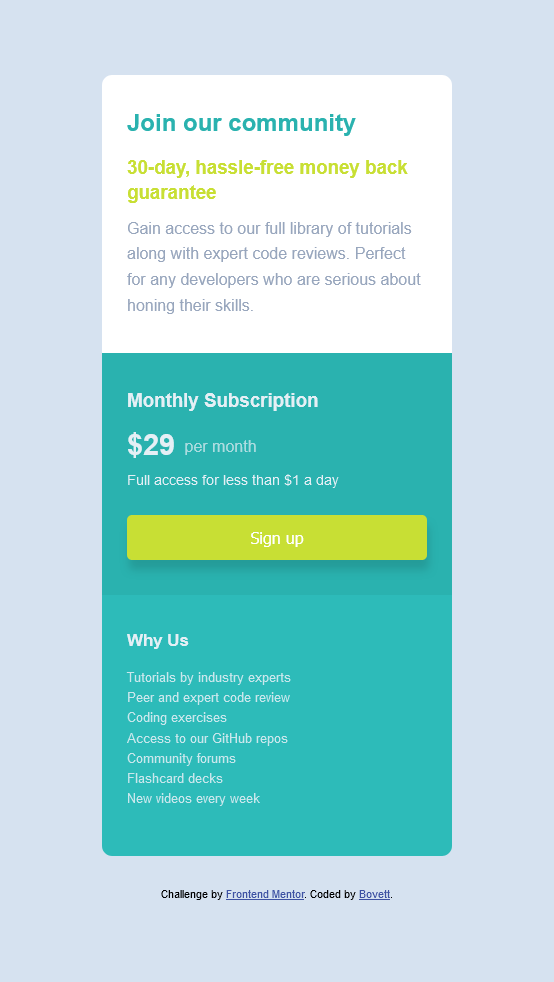 Join our community
30-day, hassle-free money back
guarantee
Gain access to our full library of tutorials
along with expert code reviews. Perfect
for any developers who are serious about
honing their skills.
Monthly Subscription
$29 per month
Full access for less than $1 a day
Sign up
Why Us
Tutorials by industry experts
Peer and expert code review
Coding exercises
Access to our GitHub repos
Community forums
Flashcard decks
New videos every week
Challenge by Frontend Mentor. Coded by Bovett.